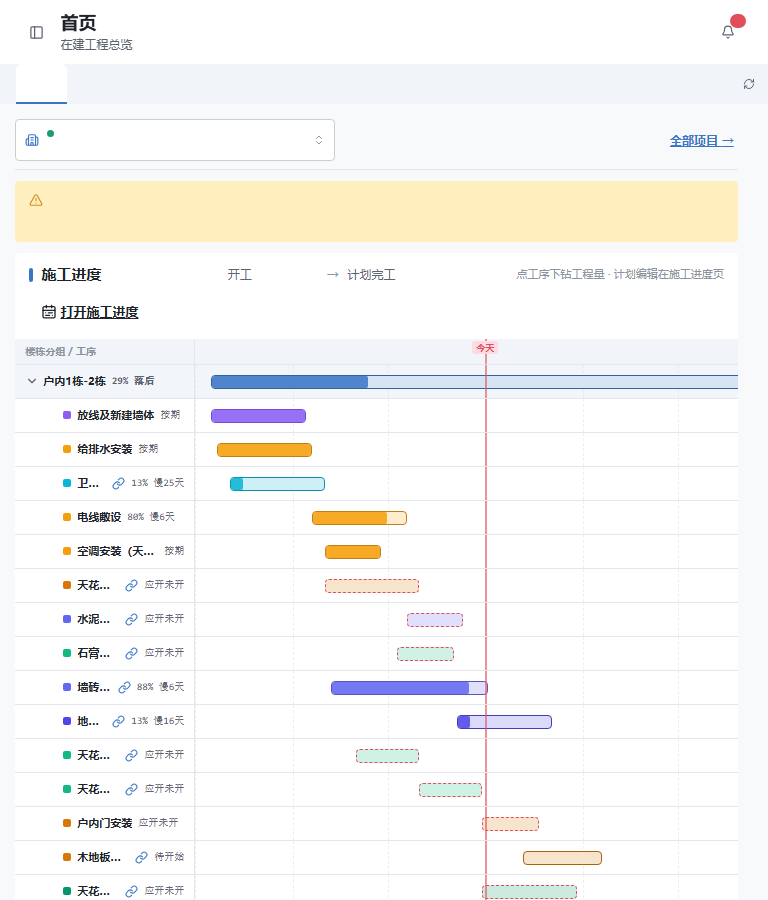 首页
在建工程总览
全部项目 →
施工进度 开工 → 计划完工 点工序下钻工程量 · 计划编辑在施工进度页
打开施工进度
楼栋分组 / 工序 今天
户内1栋-2栋 29% 落后
放线及新建墙体 按期
给排水安装 按期
卫... 13% 慢25天
电线敷设 80% 慢6天
空调安装（天... 按期
天花... 应开未开
水泥... 应开未开
石膏... 应开未开
墙砖... 88% 慢6天
地... 13% 慢16天
天花... 应开未开
天花... 应开未开
户内门安装 应开未开
木地板... 待开始
天花... 应开未开